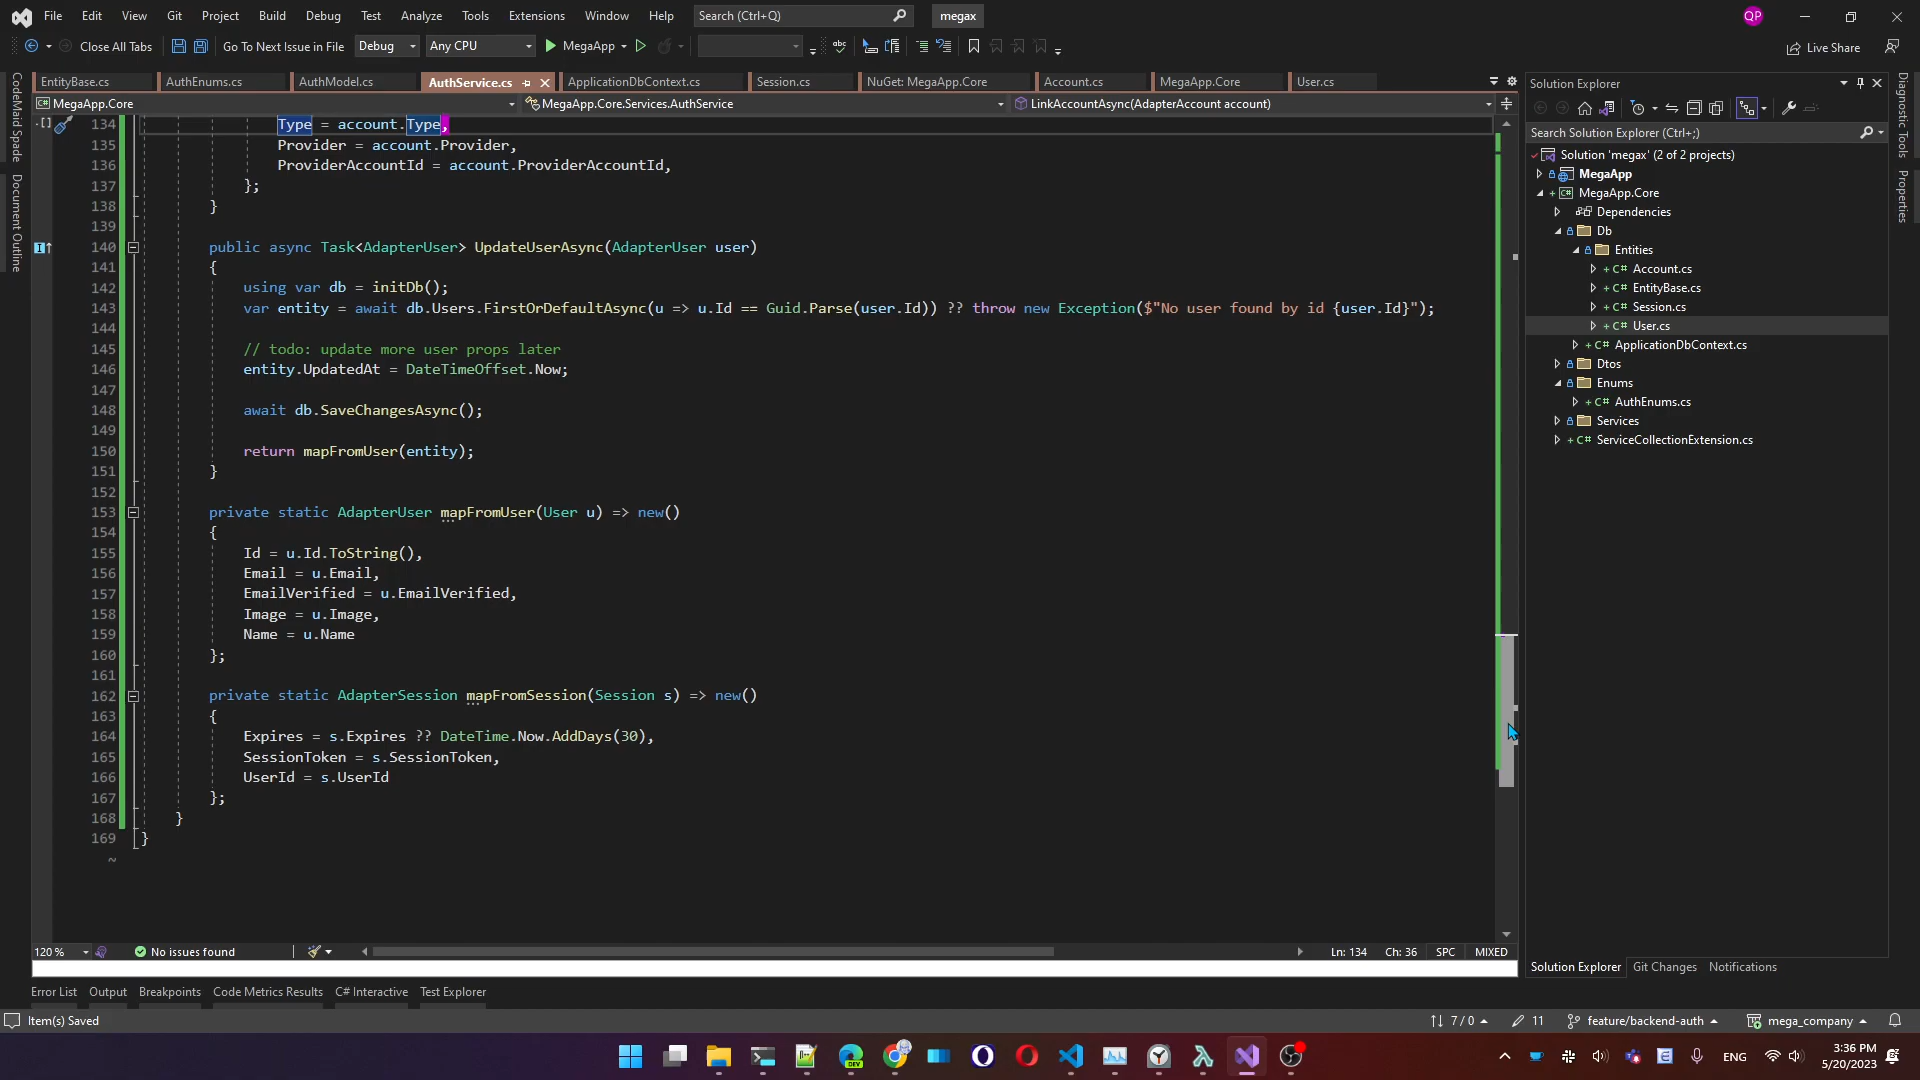 File Edit View Git Project Build Debug Test Analyze Tools Extensions Window Help Search (Ctrl+Q) megax QP
Close All Tabs Go To Next Issue in File Debug Any CPU MegaApp Live Share
EntityBase.cs AuthEnums.cs AuthModel.cs AuthService.cs ApplicationDbContext.cs Session.cs NuGet: MegaApp.Core Account.cs MegaApp.Core User.cs
MegaApp.Core MegaApp.Core.Services.AuthService LinkAccountAsync(AdapterAccount account)
134 Type = account.Type,
135 Provider = account.Provider,
136 ProviderAccountId = account.ProviderAccountId,
137 };
138 }
139
140 public async Task<AdapterUser> UpdateUserAsync(AdapterUser user)
141 {
142 using var db = initDb();
143 var entity = await db.Users.FirstOrDefaultAsync(u => u.Id == Guid.Parse(user.Id)) ?? throw new Exception($"No user found by id {user.Id}");
144
145 // todo: update more user props later
146 entity.UpdatedAt = DateTimeOffset.Now;
147
148 await db.SaveChangesAsync();
149
150 return mapFromUser(entity);
151 }
152
153 private static AdapterUser mapFromUser(User u) => new()
154 {
155 Id = u.Id.ToString(),
156 Email = u.Email,
157 EmailVerified = u.EmailVerified,
158 Image = u.Image,
159 Name = u.Name
160 };
161
162 private static AdapterSession mapFromSession(Session s) => new()
163 {
164 Expires = s.Expires ?? DateTime.Now.AddDays(30),
165 SessionToken = s.SessionToken,
166 UserId = s.UserId
167 };
168 }
169 }
~
120 % No issues found Ln: 134 Ch: 36 SPC MIXED
Error List Output Breakpoints Code Metrics Results C# Interactive Test Explorer
Item(s) Saved 7 / 0 11 feature/backend-auth mega_company
CodeMaid Spade
Document Outline
Solution Explorer
Search Solution Explorer (Ctrl+;)
Solution 'megax' (2 of 2 projects)
MegaApp
MegaApp.Core
Dependencies
Db
Entities
C# Account.cs
C# EntityBase.cs
C# Session.cs
C# User.cs
C# ApplicationDbContext.cs
Dtos
Enums
C# AuthEnums.cs
Services
C# ServiceCollectionExtension.cs
Solution Explorer Git Changes Notifications
Diagnostic Tools
Properties
ENG
3:36 PM
5/20/2023